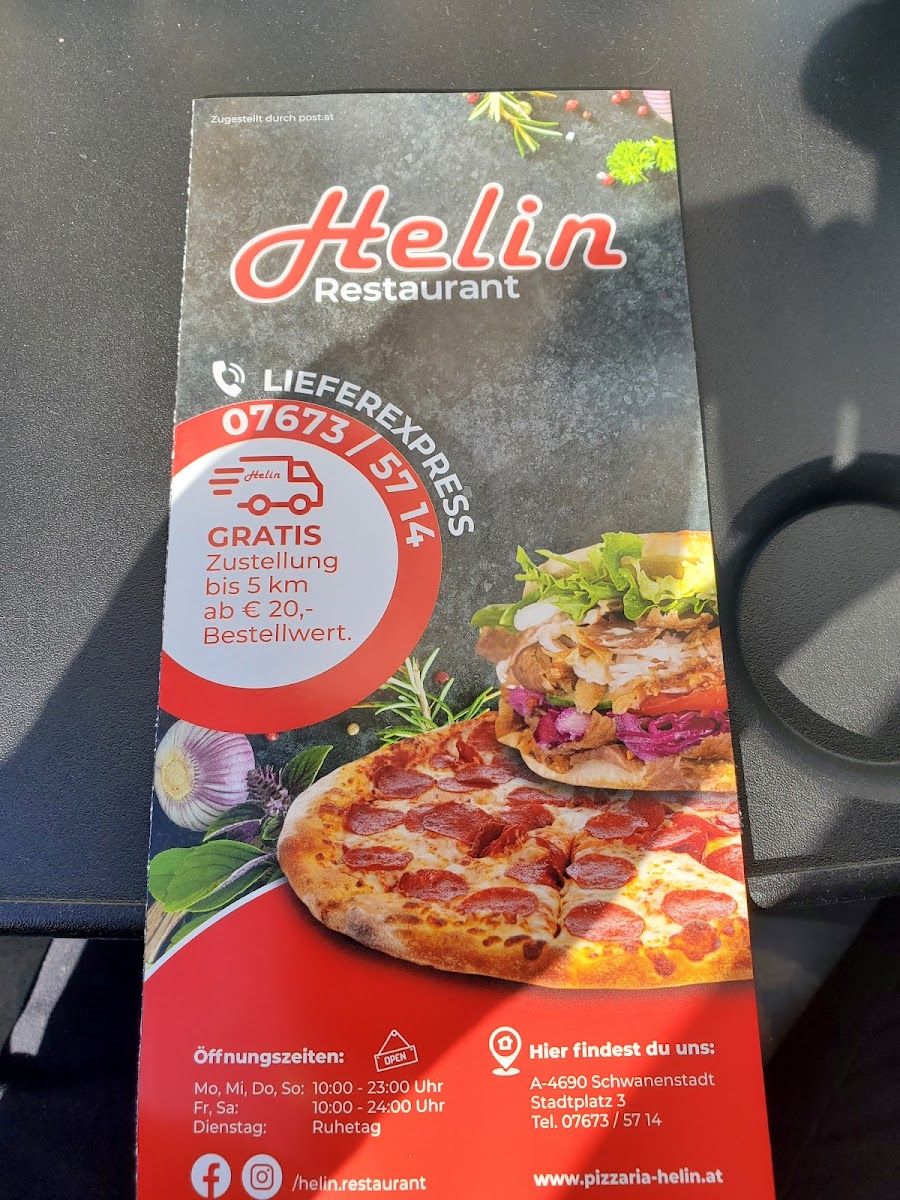 Zugestellt durch post.at
Helin
Restaurant
LIEFEREXPRESS
07673 / 57 14
Helin
GRATIS
Zustellung
bis 5 km
ab € 20,-
Bestellwert.
Öffnungszeiten:
OPEN
Mo, Mi, Do, So: 10:00 - 23:00 Uhr
Fr, Sa: 10:00 - 24:00 Uhr
Dienstag: Ruhetag
/helin.restaurant
Hier findest du uns:
A-4690 Schwanenstadt
Stadtplatz 3
Tel. 07673 / 57 14
www.pizzaria-helin.at